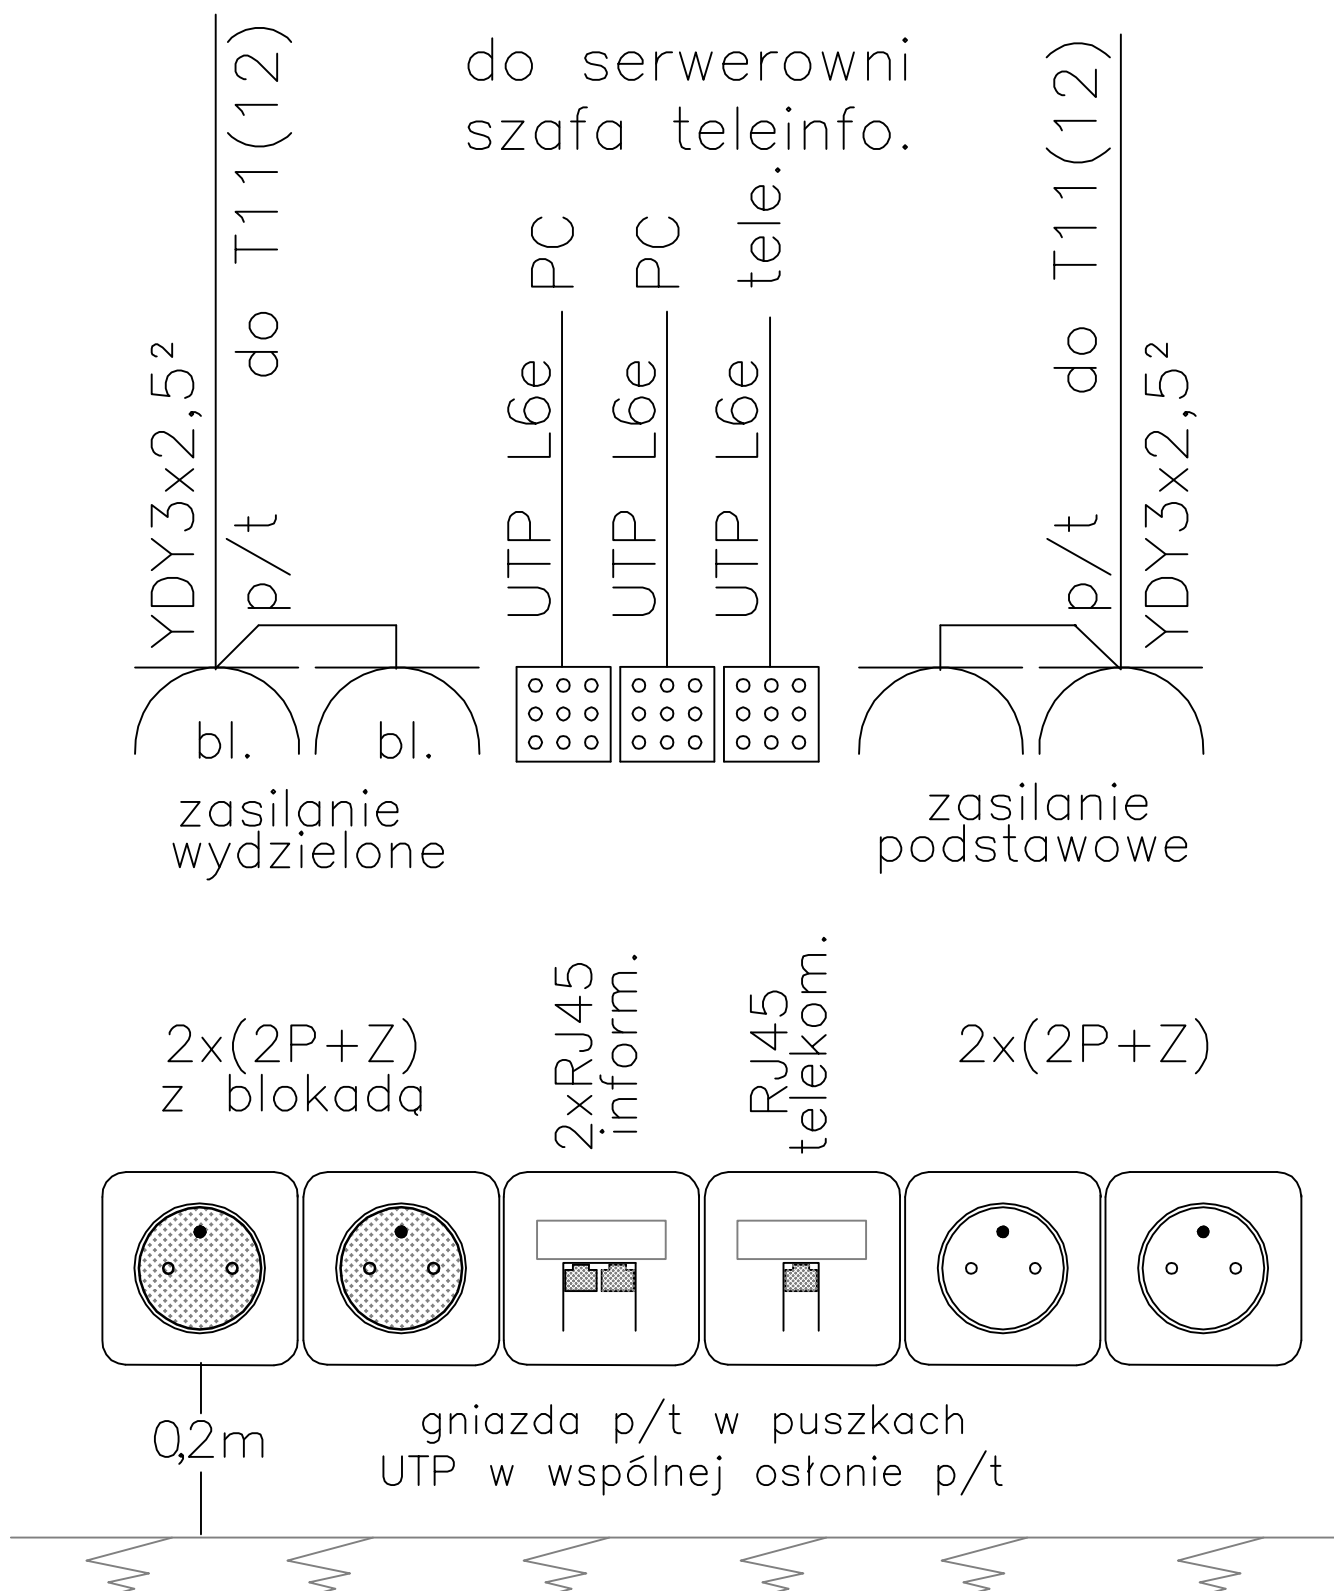 do serwerowni
szafa teleinfo.
YDY3x2,5²
p/t do T11(12)
UTP L6e PC
UTP L6e PC
UTP L6e tele.
p/t do T11(12)
YDY3x2,5²
bl.
bl.
zasilanie
wydzielone
zasilanie
podstawowe
2x(2P+Z)
z blokadą
2xRJ45
inform.
RJ45
telekom.
2x(2P+Z)
0,2m
gniazda p/t w puszkach
UTP w wspólnej osłonie p/t